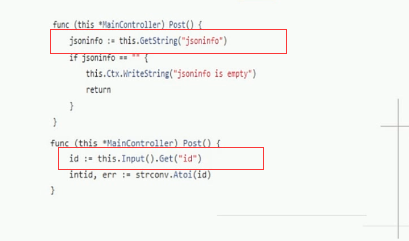 func (this *MainController) Post() {
jsoninfo := this.GetString("jsoninfo")
if jsoninfo == "" {
this.Ctx.WriteString("jsoninfo is empty")
return
}
}
func (this *MainController) Post() {
id := this.Input().Get("id")
intid, err := strconv.Atoi(id)
}